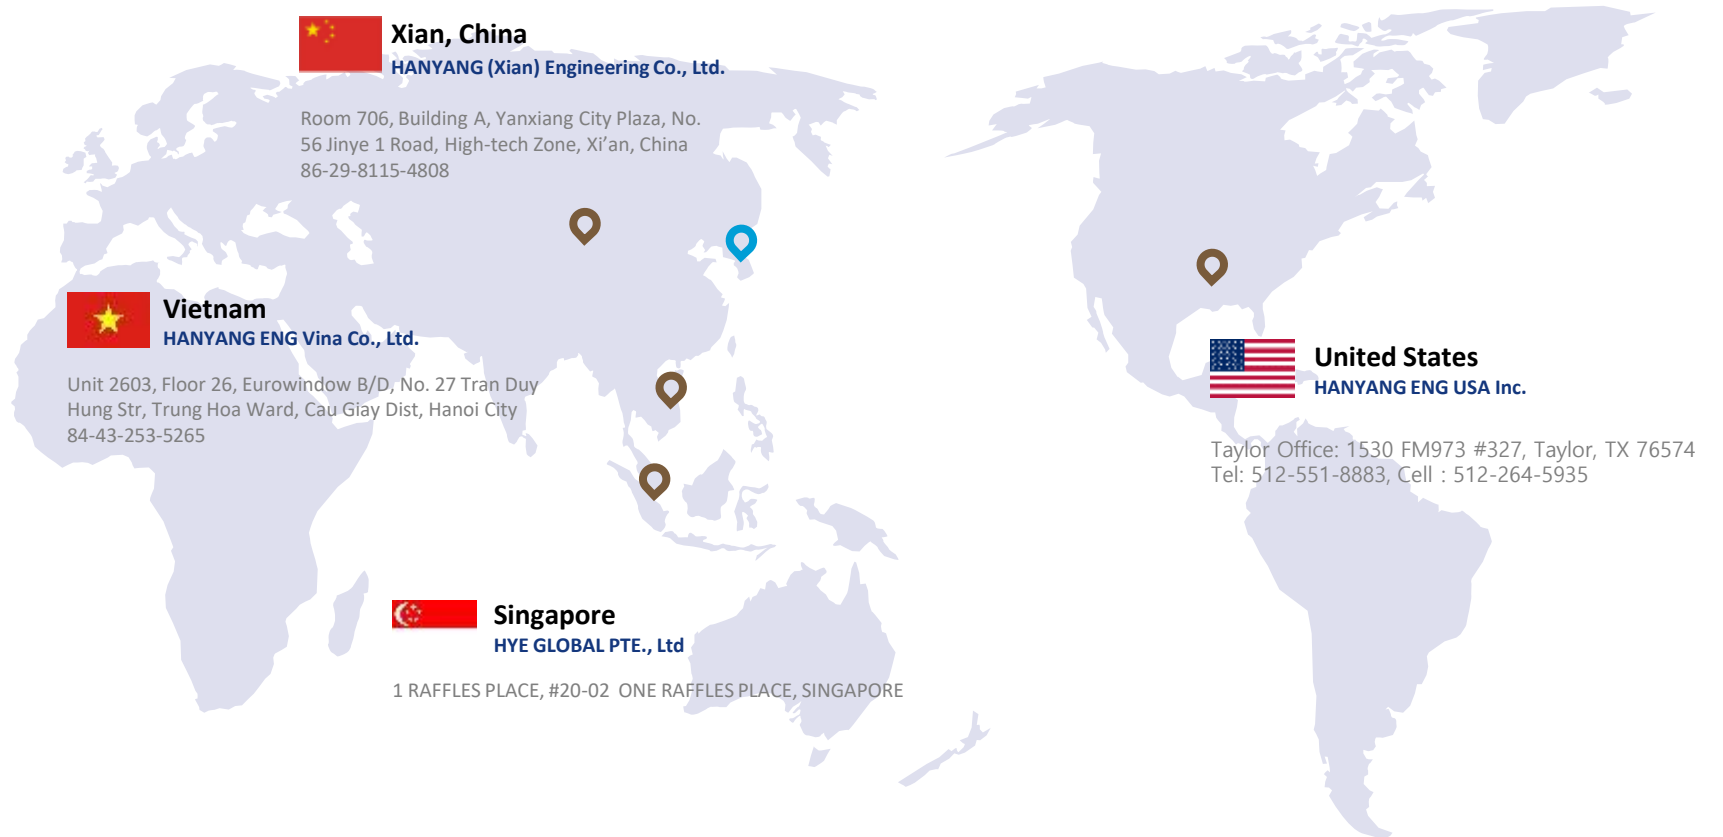 Xian, China
HANYANG (Xian) Engineering Co., Ltd.
Room 706, Building A, Yanxiang City Plaza, No.
56 Jinye 1 Road, High-tech Zone, Xi’an, China
86-29-8115-4808
Vietnam
HANYANG ENG Vina Co., Ltd.
Unit 2603, Floor 26, Eurowindow B/D, No. 27 Tran Duy
Hung Str, Trung Hoa Ward, Cau Giay Dist, Hanoi City
84-43-253-5265
United States
HANYANG ENG USA Inc.
Taylor Office: 1530 FM973 #327, Taylor, TX 76574
Tel: 512-551-8883, Cell : 512-264-5935
Singapore
HYE GLOBAL PTE., Ltd
1 RAFFLES PLACE, #20-02 ONE RAFFLES PLACE, SINGAPORE